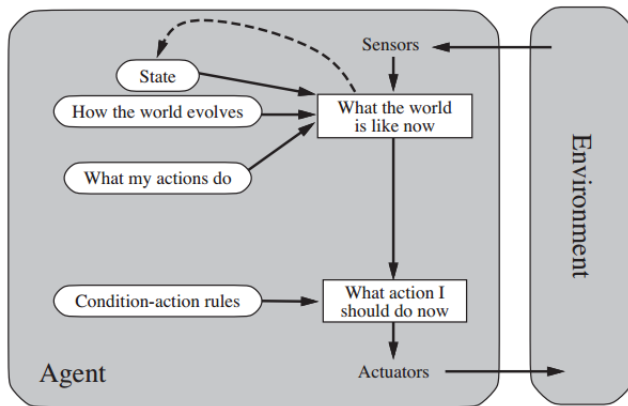 Sensors
State
How the world evolves
What the world
is like now
What my actions do
Condition-action rules
What action I
should do now
Agent
Actuators
Environment